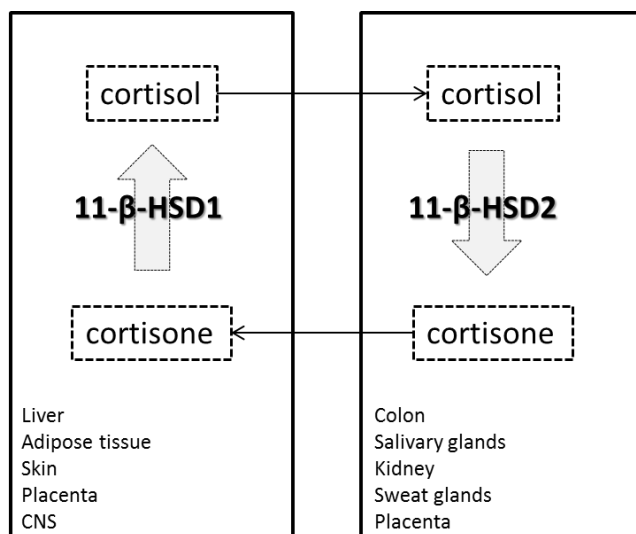 cortisol
11-β-HSD1
cortisone
Liver
Adipose tissue
Skin
Placenta
CNS
cortisol
11-β-HSD2
cortisone
Colon
Salivary glands
Kidney
Sweat glands
Placenta